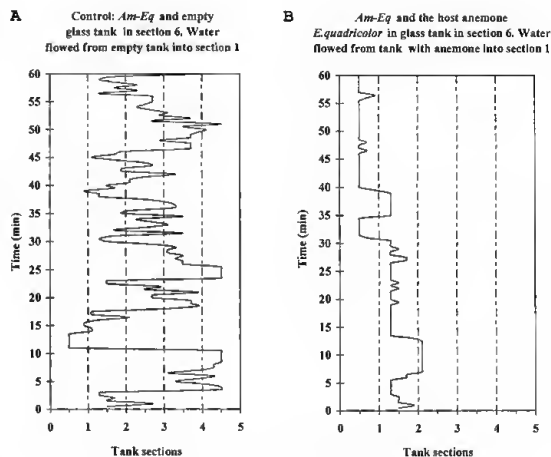 A
Control: Am-Eq and empty
glass tank in section 6. Water
flowed from empty tank into section 1
60
55
50
45
40
35
30
25
20
15
10
5
0
Time (min)
0 1 2 3 4 5
Tank sections
B
Am-Eq and the host anemone
E.quadricolor in glass tank in section 6. Water
flowed from tank with anemone into section 1
60
55
50
45
40
35
30
25
20
15
10
5
0
Time (min)
0 1 2 3 4 5
Tank sections